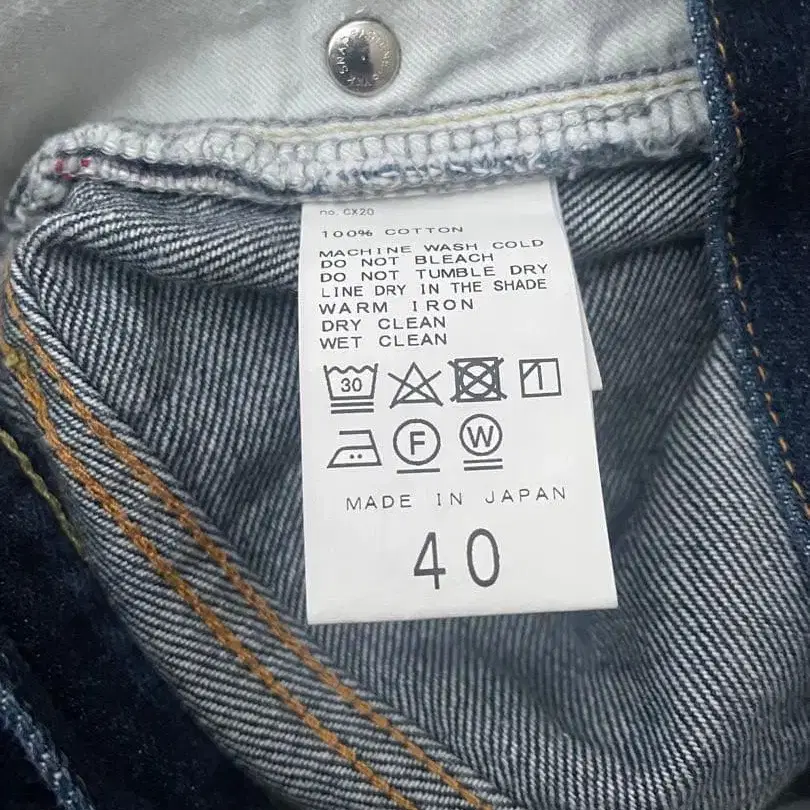 no. CX20
100% COTTON
MACHINE WASH COLD
DO NOT BLEACH
DO NOT TUMBLE DRY
LINE DRY IN THE SHADE
WARM IRON
DRY CLEAN
WET CLEAN
30
F W
MADE IN JAPAN
40